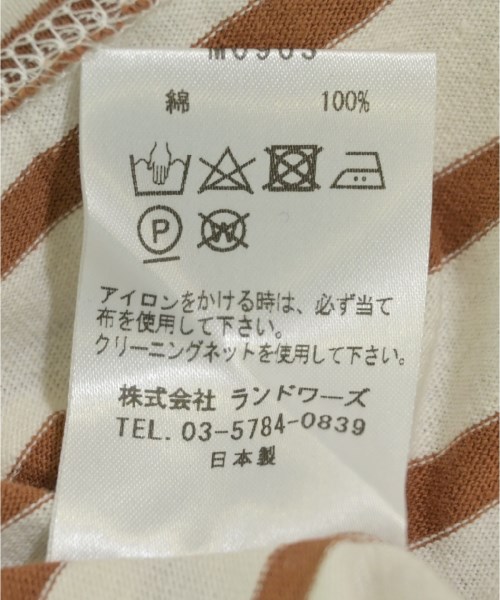 綿 100%
P W
アイロンをかける時は、必ず当て
布を使用して下さい。
クリーニングネットを使用して下さい。
株式会社 ランドワーズ
TEL. 03-5784-0839
日本製